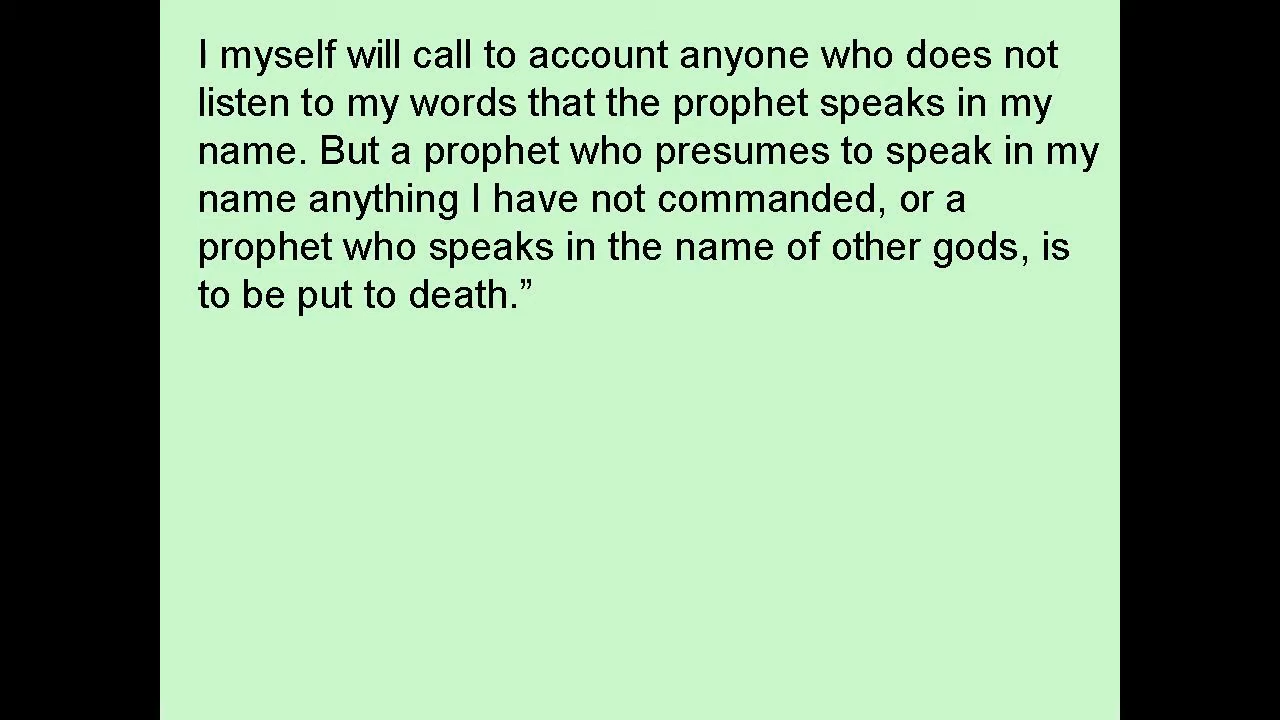 I myself will call to account anyone who does not
listen to my words that the prophet speaks in my
name. But a prophet who presumes to speak in my
name anything I have not commanded, or a
prophet who speaks in the name of other gods, is
to be put to death.”